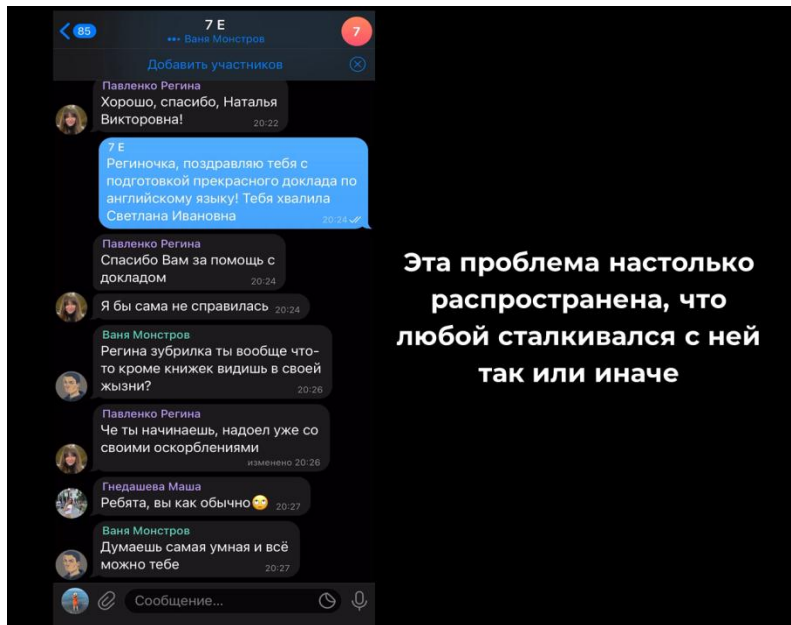 85
7 E
••• Ваня Монстров
7
Добавить участников
Павленко Регина
Хорошо, спасибо, Наталья
Викторовна!
20:22
7 E
Региночка, поздравляю тебя с
подготовкой прекрасного доклада по
английскому языку! Тебя хвалила
Светлана Ивановна
20:24
Павленко Регина
Спасибо Вам за помощь с
докладом
20:24
Я бы сама не справилась 20:24
Ваня Монстров
Регина зубрилка ты вообще что-
то кроме книжек видишь в своей
жызни?
20:26
Павленко Регина
Че ты начинаешь, надоел уже со
своими оскорблениями
изменено 20:26
Гнедашева Маша
Ребята, вы как обычно🙄 20:27
Ваня Монстров
Думаешь самая умная и всё
можно тебе
20:27
Сообщение...
Эта проблема настолько
распространена, что
любой сталкивался с ней
так или иначе